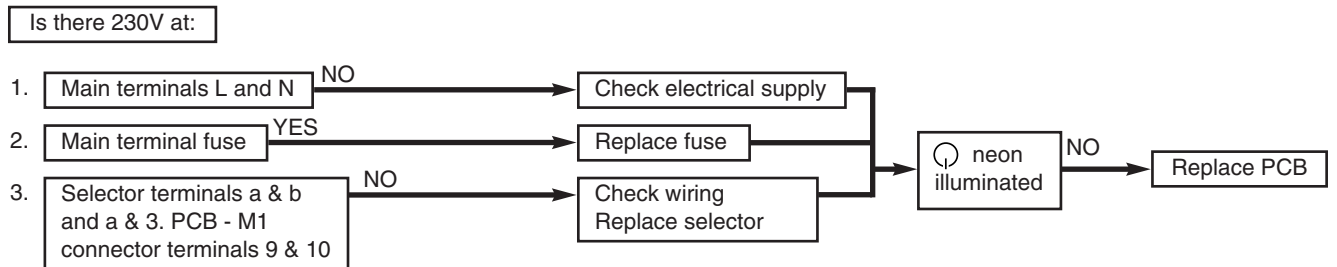 Is there 230V at:
1. Main terminals L and N
NO
Check electrical supply
2. Main terminal fuse
YES
Replace fuse
3. Selector terminals a & b
and a & 3. PCB - M1
connector terminals 9 & 10
NO
Check wiring
Replace selector
neon
illuminated
NO
Replace PCB